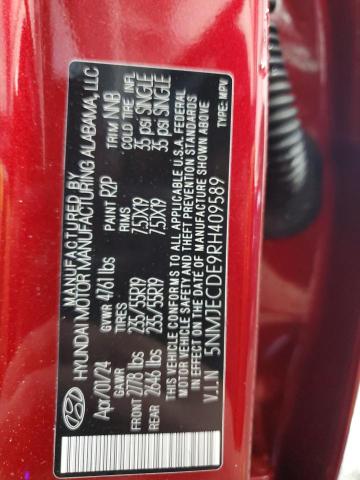 MANUFACTURED BY
HYUNDAI MOTOR MANUFACTURING ALABAMA, LLC
Apr/01/24 GVWR 4761 lbs PAINT R2P TRIM NNB
GAWR TIRES RIMS COLD TIRE INFL
FRONT 2778 lbs 235/55R19 7.5JX19 35 psi SINGLE
REAR 2646 lbs 235/55R19 7.5JX19 35 psi SINGLE
THIS VEHICLE CONFORMS TO ALL APPLICABLE U.S.A. FEDERAL
MOTOR VEHICLE SAFETY AND THEFT PREVENTION STANDARDS
IN EFFECT ON THE DATE OF MANUFACTURE SHOWN ABOVE
V.I.N 5NMJECDE9RH409589 TYPE: MPV